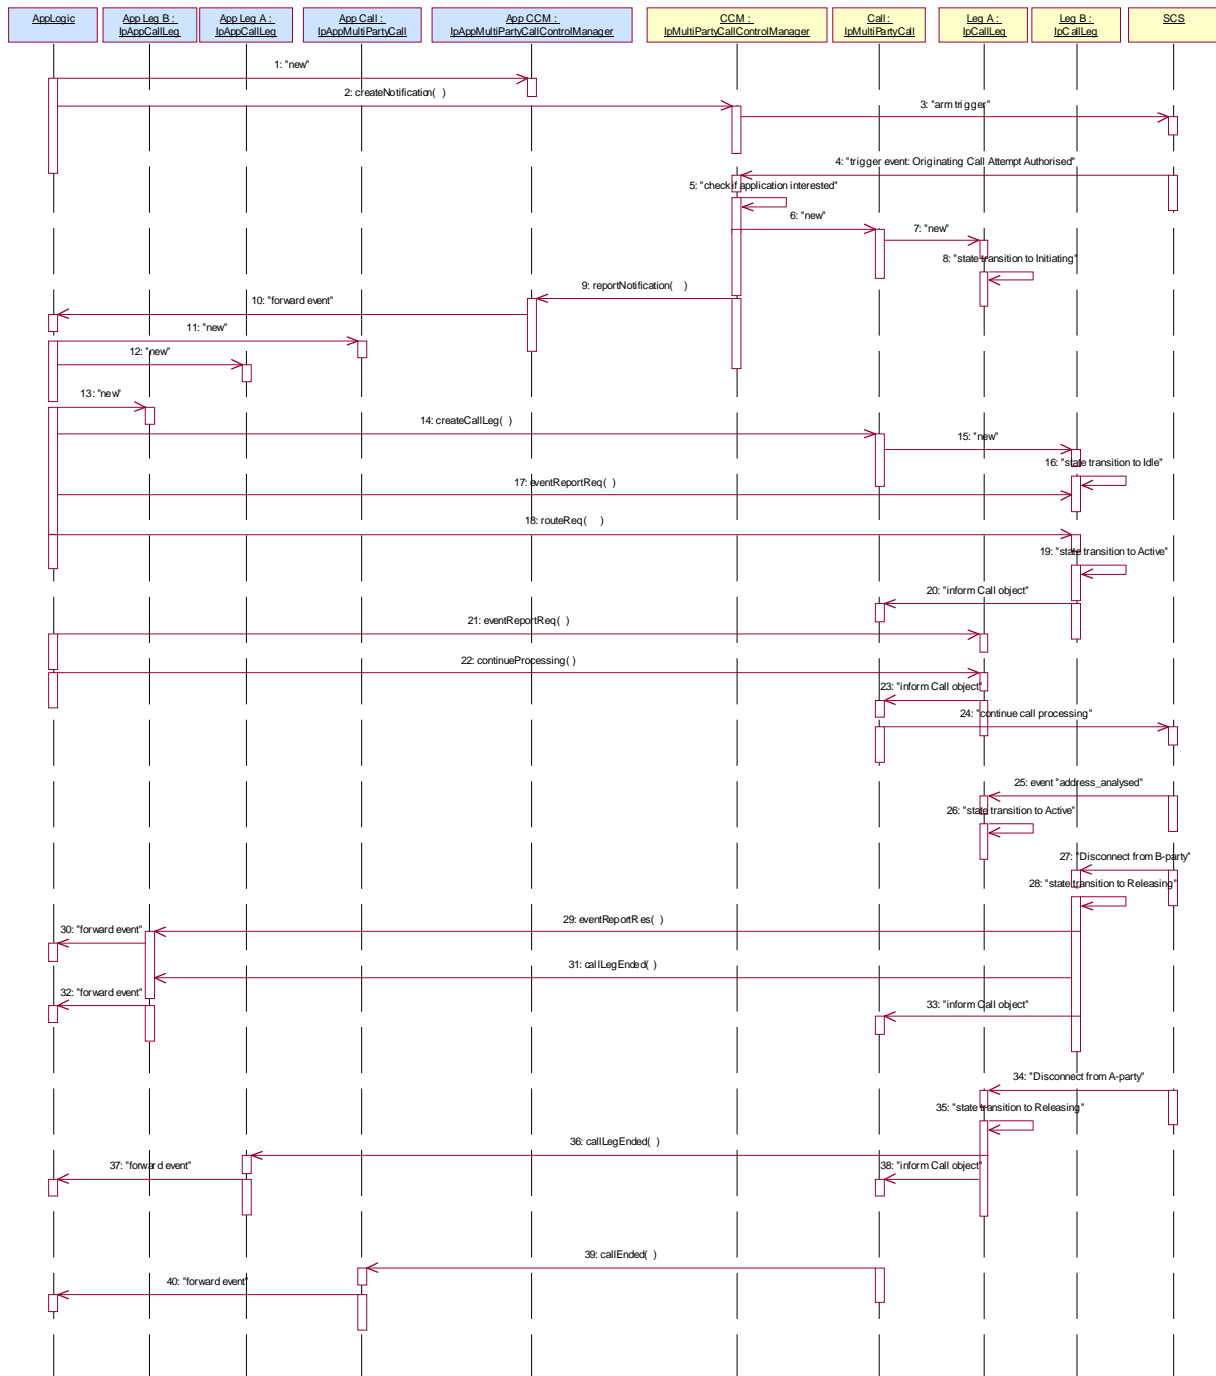 AppLogic
App Leg B :
IpAppCallLeg
App Leg A :
IpAppCallLeg
App Call :
IpAppMultiPartyCall
App CCM :
IpAppMultiPartyCallControlManager
CCM :
IpMultiPartyCallControlManager
Call :
IpMultiPartyCall
Leg A :
IpCallLeg
Leg B :
IpCallLeg
SCS
1: "new"
2: createNotification( )
3: "arm trigger"
4: "trigger event: Originating Call Attempt Authorised"
5: "check if application interested"
6: "new"
7: "new"
8: "state transition to Initiating"
9: reportNotification( )
10: "forward event"
11: "new"
12: "new"
13: "new"
14: createCallLeg( )
15: "new"
16: "state transition to Idle"
17: eventReportReq( )
18: routeReq( )
19: "state transition to Active"
20: "inform Call object"
21: eventReportReq( )
22: continueProcessing( )
23: "inform Call object"
24: "continue call processing"
25: event "address_analysed"
26: "state transition to Active"
27: "Disconnect from B-party"
28: "state transition to Releasing"
29: eventReportRes( )
30: "forward event"
31: callLegEnded( )
32: "forward event"
33: "inform Call object"
34: "Disconnect from A-party"
35: "state transition to Releasing"
36: callLegEnded( )
37: "forward event"
38: "inform Call object"
39: callEnded( )
40: "forward event"